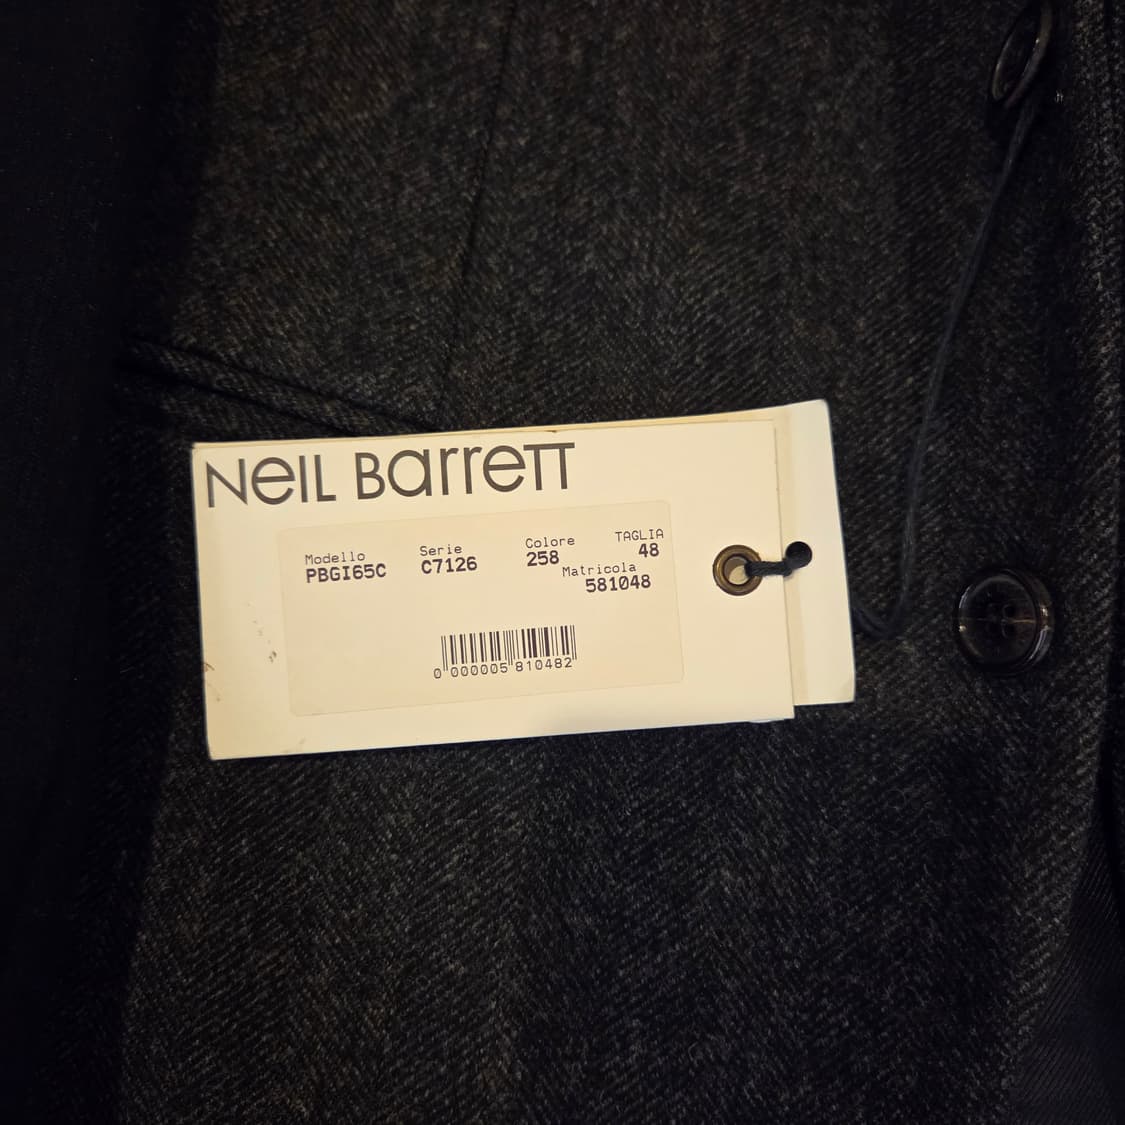 Neil Barrett
Modello Serie Colore TAGLIA
PBGI65C C7126 258 48
Matricola
581048
0 000005 810482